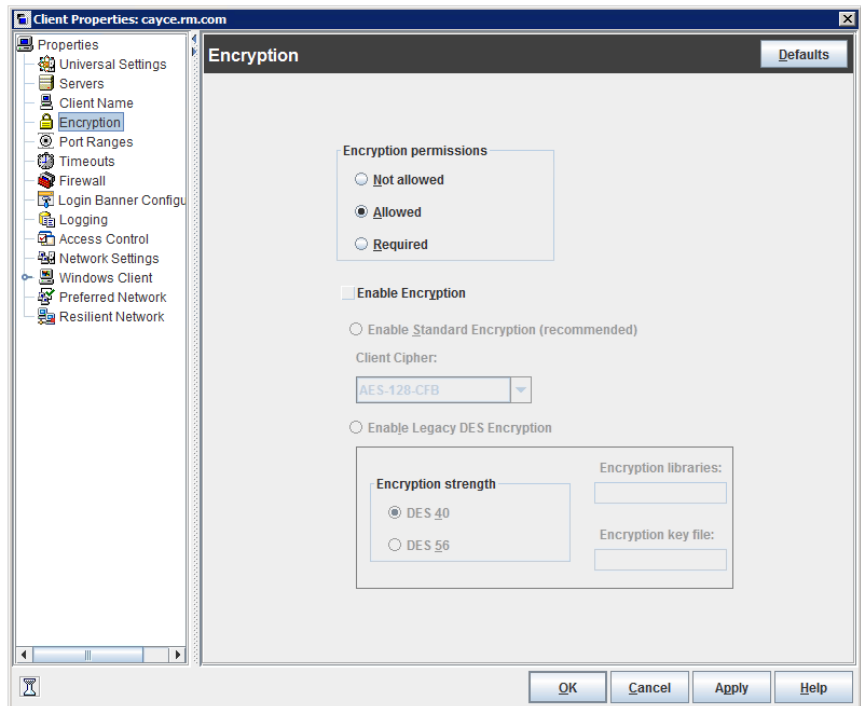 Client Properties: cayce.rm.com
Properties
Universal Settings
Servers
Client Name
Encryption
Port Ranges
Timeouts
Firewall
Login Banner Configu
Logging
Access Control
Network Settings
Windows Client
Preferred Network
Resilient Network
Encryption
Defaults
Encryption permissions
Not allowed
Allowed
Required
Enable Encryption
Enable Standard Encryption (recommended)
Client Cipher:
AES-128-CFB
Enable Legacy DES Encryption
Encryption strength
DES 40
DES 56
Encryption libraries:
Encryption key file:
OK Cancel Apply Help